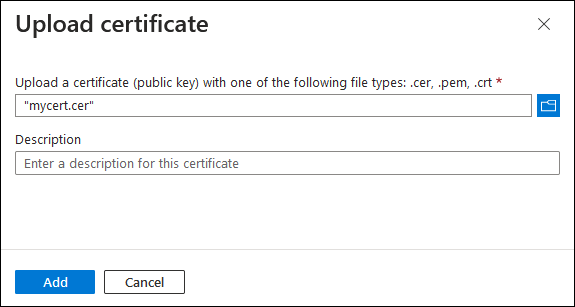 Upload certificate
Upload a certificate (public key) with one of the following file types: .cer, .pem, .crt *
"mycert.cer"
Description
Enter a description for this certificate
Add Cancel